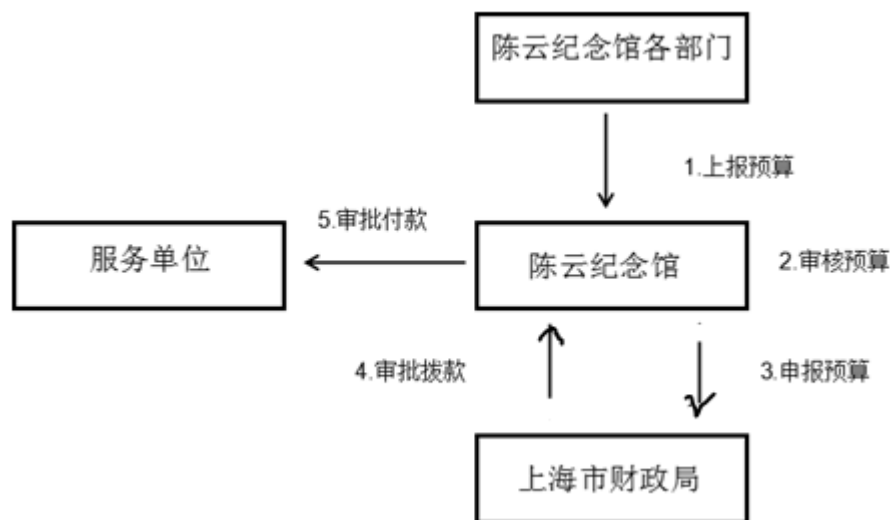 陈云纪念馆各部门
1.上报预算
5.审批付款
服务单位
陈云纪念馆
2.审核预算
4.审批拨款
3.申报预算
上海市财政局